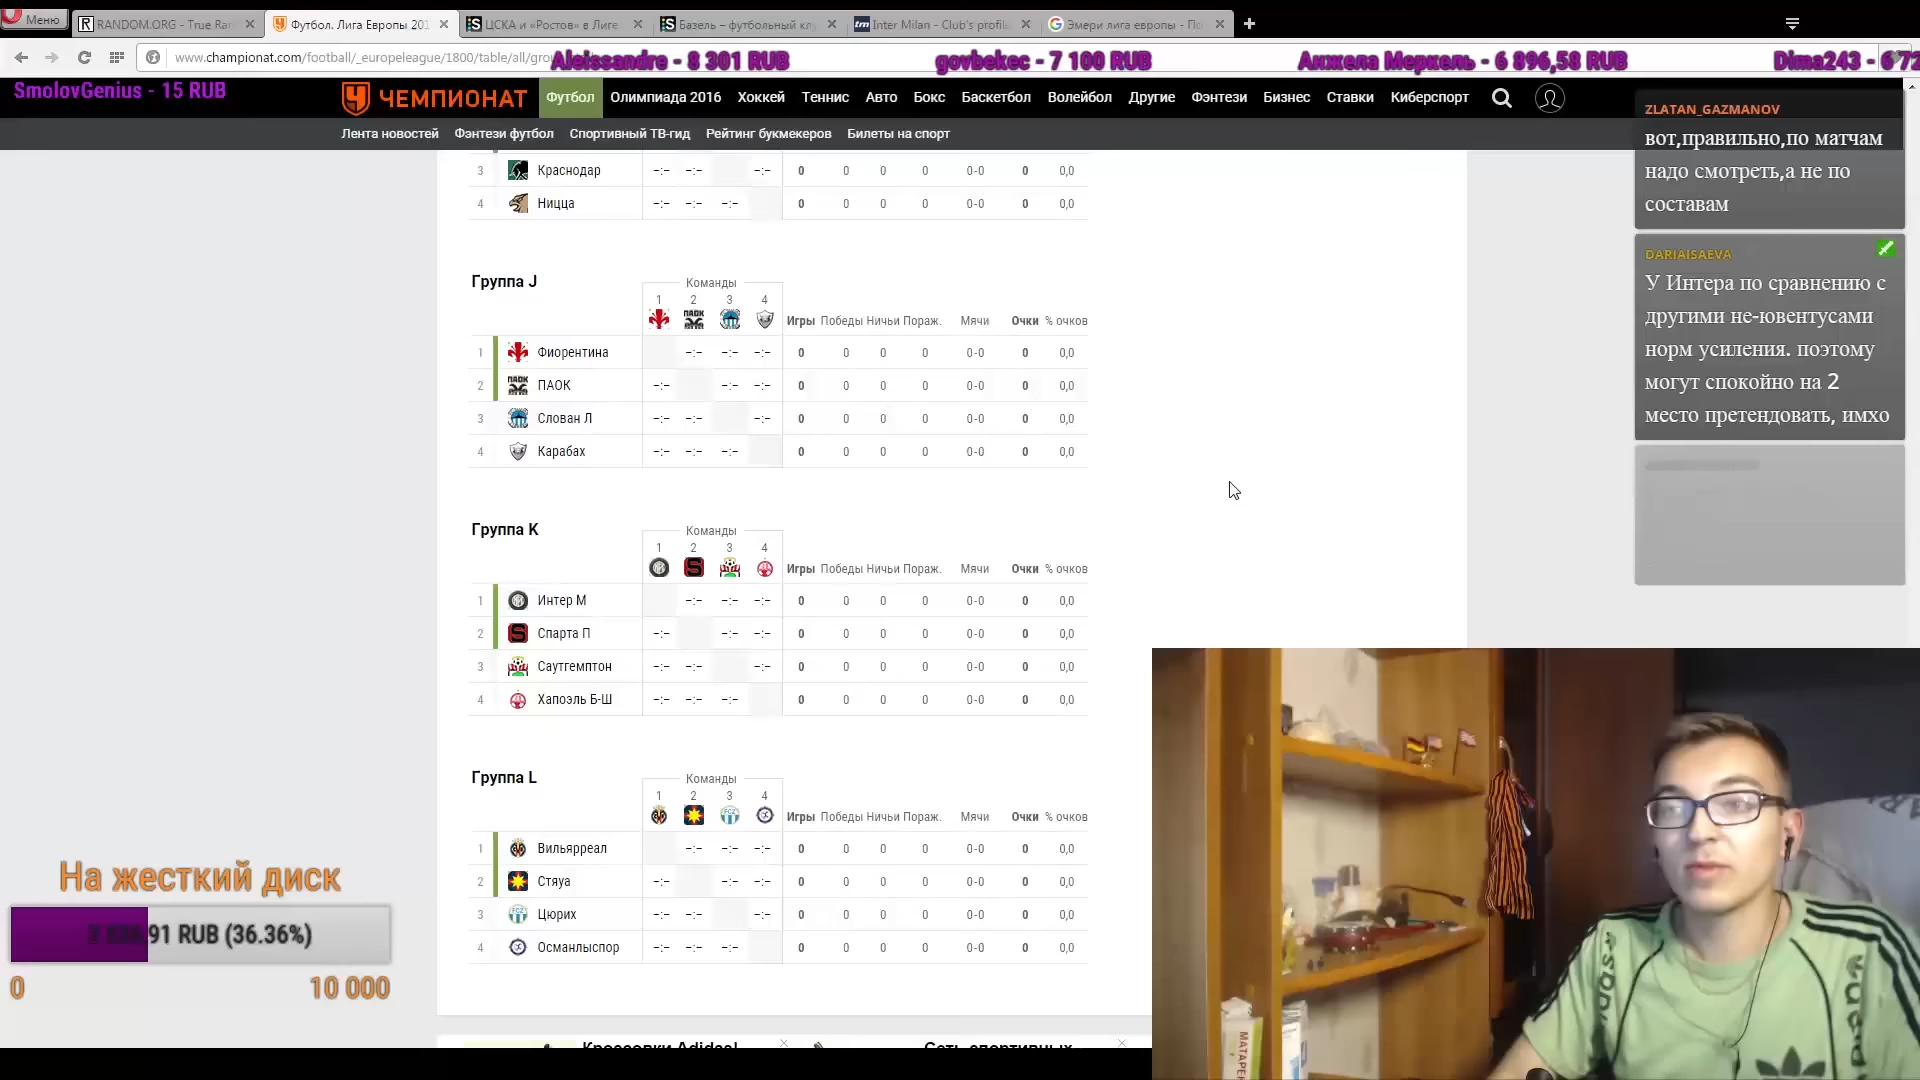 Меню
RANDOM.ORG - True Ran
Футбол. Лига Европы 201
ЦСКА и «Ростов» в Лиге
Базель – футбольный кл
Inter Milan - Club's profile
Эмери лига европы - По
www.championat.com/football/_europeleague/1800/table/all/gro
Aleissandre - 8 301 RUB
govbekec - 7 100 RUB
Анжела Меркель - 6 896,58 RUB
Dima243 - 6 72
SmolovGenius - 15 RUB
ЧЕМПИОНАТ
Футбол Олимпиада 2016 Хоккей Теннис Авто Бокс Баскетбол Волейбол Другие Фэнтези Бизнес Ставки Киберспорт
Лента новостей Фэнтези футбол Спортивный ТВ-гид Рейтинг букмекеров Билеты на спорт
3 Краснодар -:- -:- -:- 0 0 0 0 0-0 0 0,0
4 Ницца -:- -:- -:- 0 0 0 0 0-0 0 0,0
Группа J
Команды
1 2 3 4
Игры Победы Ничьи Пораж. Мячи Очки % очков
1 Фиорентина -:- -:- -:- 0 0 0 0 0-0 0 0,0
2 ПАОК -:- -:- -:- 0 0 0 0 0-0 0 0,0
3 Слован Л -:- -:- -:- 0 0 0 0 0-0 0 0,0
4 Карабах -:- -:- -:- 0 0 0 0 0-0 0 0,0
Группа K
Команды
1 2 3 4
Игры Победы Ничьи Пораж. Мячи Очки % очков
1 Интер М -:- -:- -:- 0 0 0 0 0-0 0 0,0
2 Спарта П -:- -:- -:- 0 0 0 0 0-0 0 0,0
3 Саутгемптон -:- -:- -:- 0 0 0 0 0-0 0 0,0
4 Хапоэль Б-Ш -:- -:- -:- 0 0 0 0 0-0 0 0,0
Группа L
Команды
1 2 3 4
Игры Победы Ничьи Пораж. Мячи Очки % очков
1 Вильярреал -:- -:- -:- 0 0 0 0 0-0 0 0,0
2 Стяуа -:- -:- -:- 0 0 0 0 0-0 0 0,0
3 Цюрих -:- -:- -:- 0 0 0 0 0-0 0 0,0
4 Османлыспор -:- -:- -:- 0 0 0 0 0-0 0 0,0
Кроссовки Adidas!
Сеть спортивных
ZLATAN_GAZMANOV
вот,правильно,по матчам
надо смотреть,а не по
составам
DARIAISAEVA
У Интера по сравнению с
другими не-ювентусами
норм усиления. поэтому
могут спокойно на 2
место претендовать, имхо
На жесткий диск
91 RUB (36.36%)
0
10 000
adidas